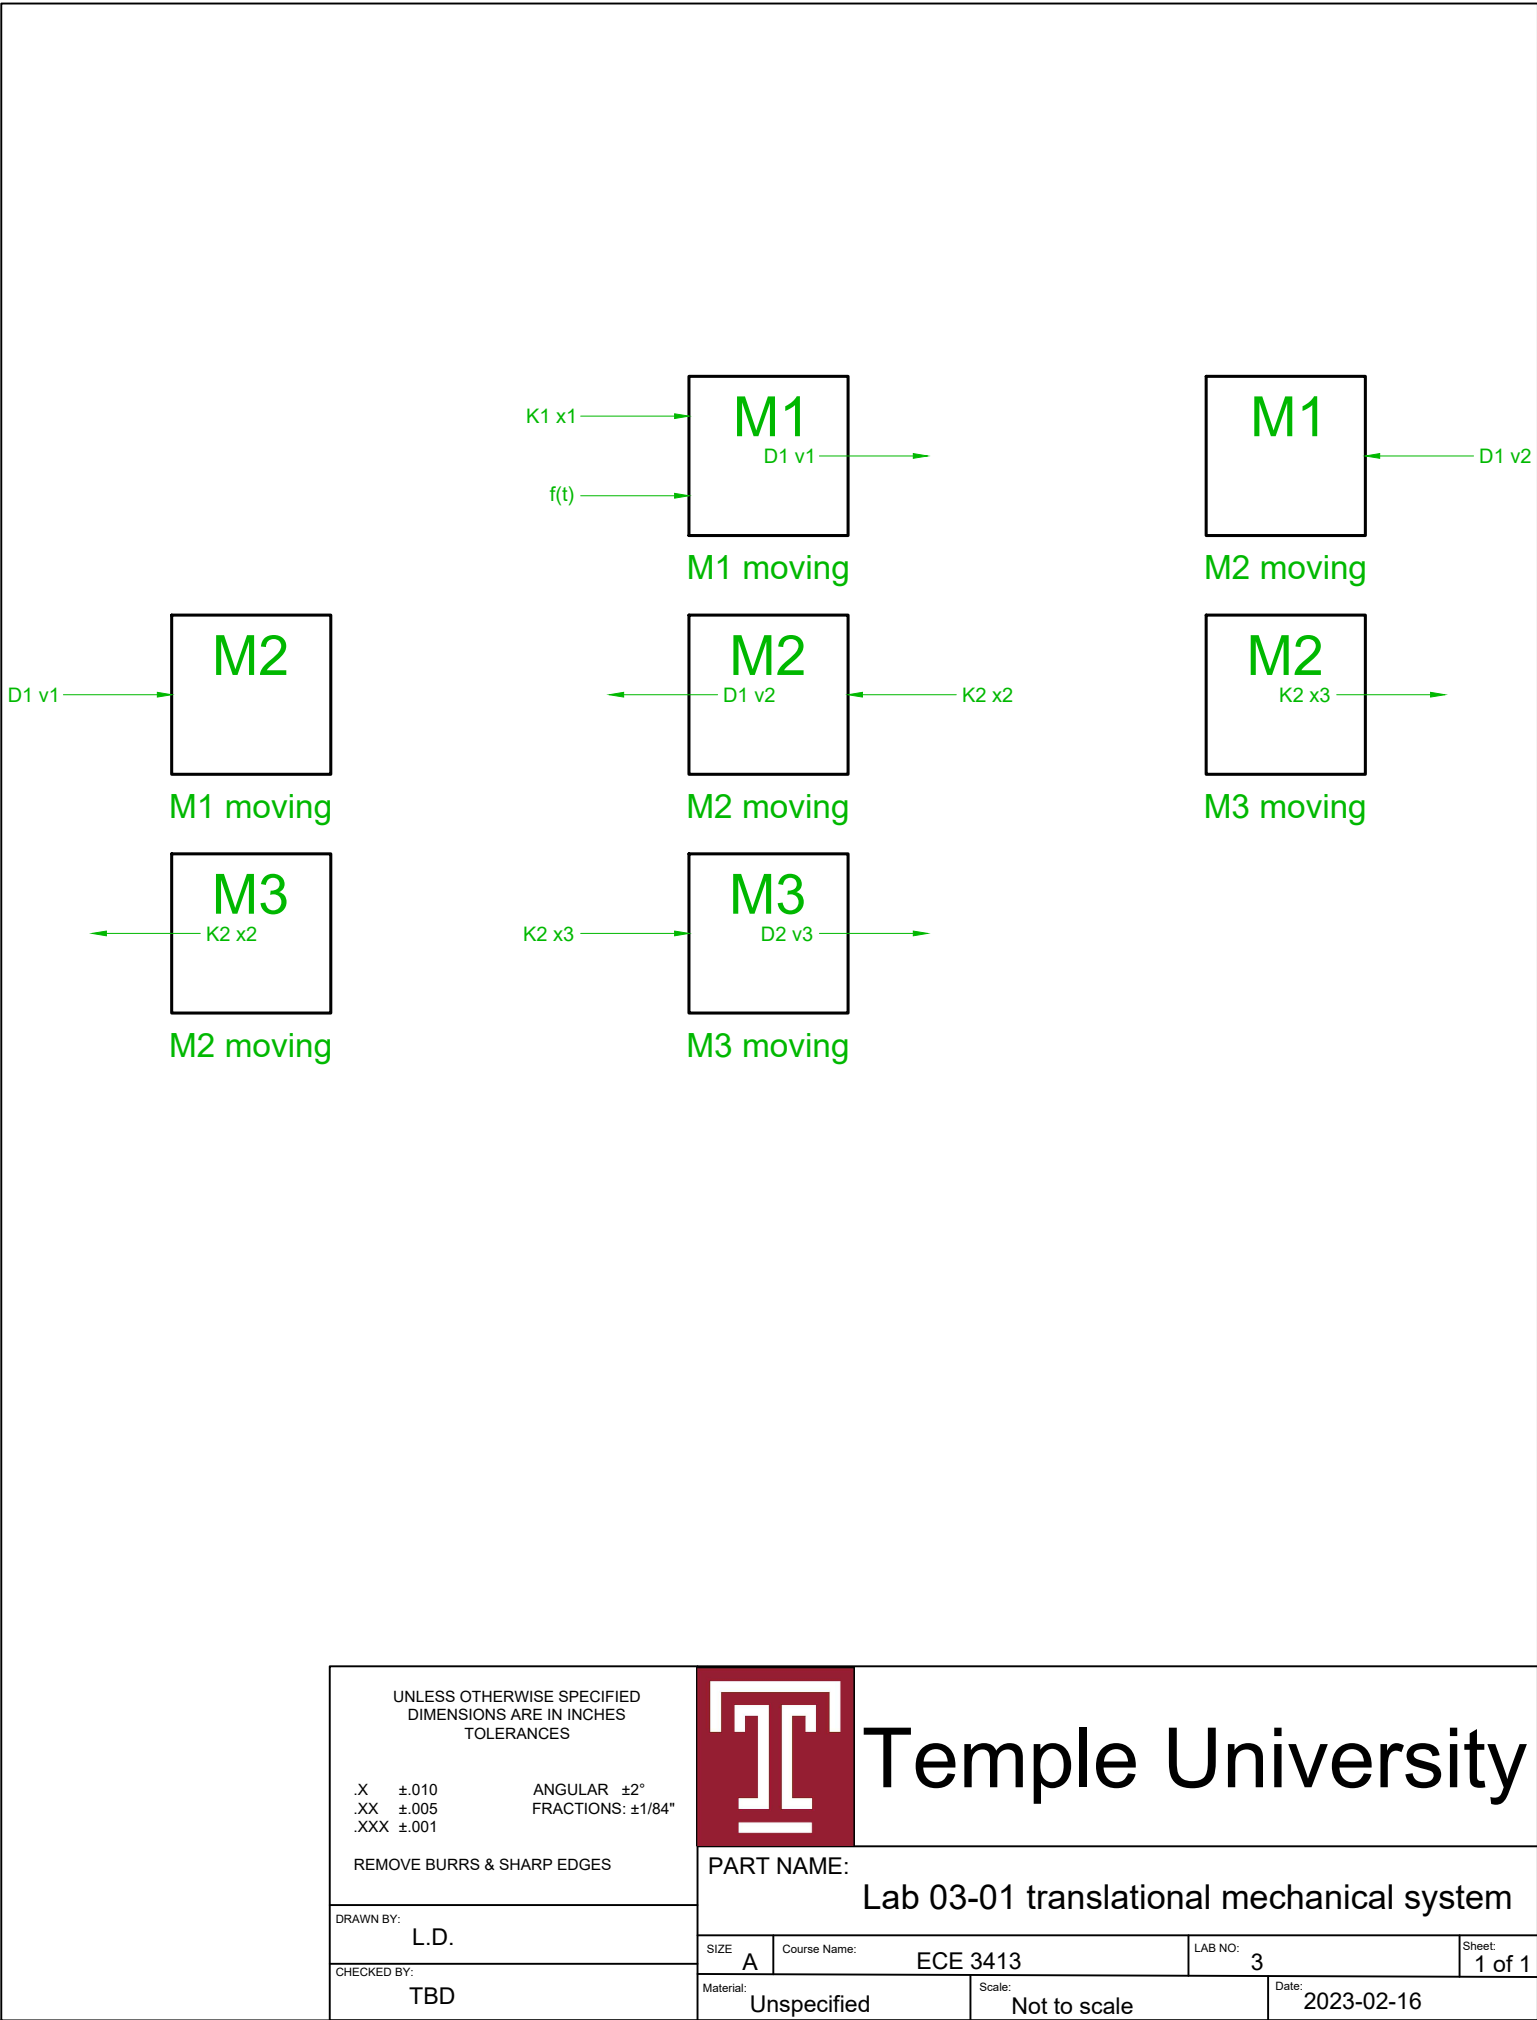 M1
K1 x1
D1 v1
f(t)
M1 moving
M1
D1 v2
M2 moving
M2
D1 v1
M1 moving
M2
D1 v2
K2 x2
M2 moving
M2
K2 x3
M3 moving
M3
K2 x2
M2 moving
M3
K2 x3
D2 v3
M3 moving
UNLESS OTHERWISE SPECIFIED
DIMENSIONS ARE IN INCHES
TOLERANCES
.X ±.010 ANGULAR ±2°
.XX ±.005 FRACTIONS: ±1/84"
.XXX ±.001
REMOVE BURRS & SHARP EDGES
DRAWN BY:
L.D.
CHECKED BY:
TBD
Temple University
PART NAME:
Lab 03-01 translational mechanical system
SIZE
A
Course Name:
ECE 3413
LAB NO:
3
Sheet:
1 of 1
Material:
Unspecified
Scale:
Not to scale
Date:
2023-02-16